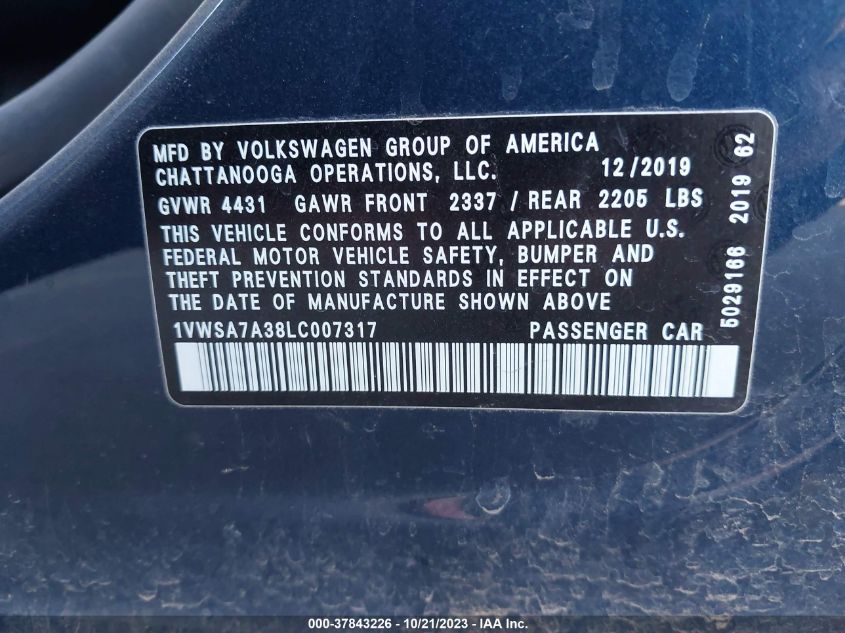 MFD BY VOLKSWAGEN GROUP OF AMERICA
CHATTANOOGA OPERATIONS, LLC. 12/2019
GVWR 4431 GAWR FRONT 2337 / REAR 2205 LBS
THIS VEHICLE CONFORMS TO ALL APPLICABLE U.S.
FEDERAL MOTOR VEHICLE SAFETY, BUMPER AND
THEFT PREVENTION STANDARDS IN EFFECT ON
THE DATE OF MANUFACTURE SHOWN ABOVE
1VWSA7A38LC007317 PASSENGER CAR
5029166 2019 62
000-37843226 - 10/21/2023 - IAA Inc.